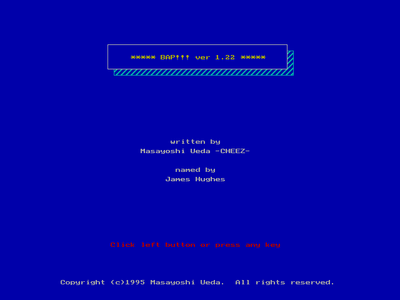 ***** BAP!!! ver 1.22 *****
written by
Masayoshi Ueda -CHEEZ-
named by
James Hughes
Click left button or press any key
Copyright (c)1995 Masayoshi Ueda.  All rights reserved.